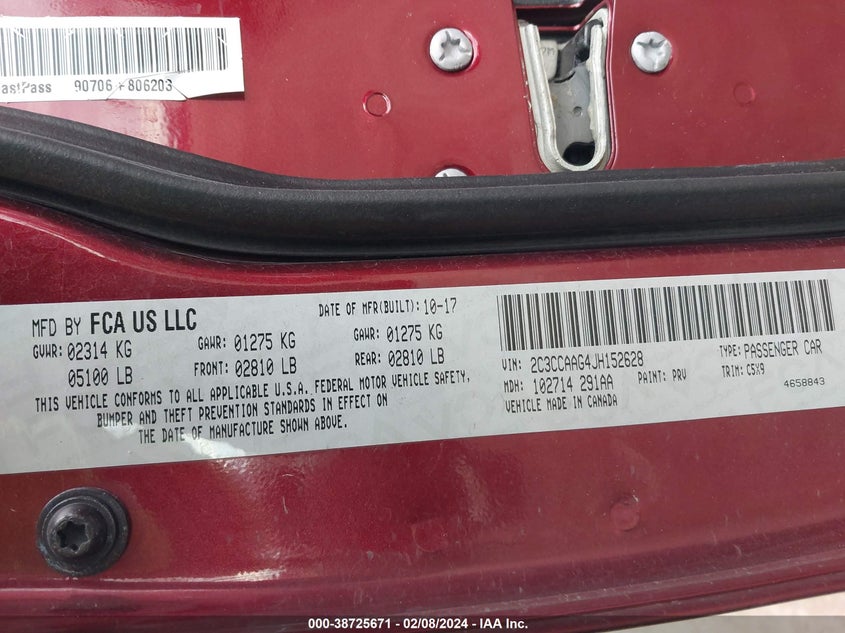 astPass 90706 806203
MFD BY FCA US LLC
DATE OF MFR(BUILT): 10-17
GVWR: 02314 KG GAWR: 01275 KG GAWR: 01275 KG
05100 LB FRONT: 02810 LB REAR: 02810 LB
THIS VEHICLE CONFORMS TO ALL APPLICABLE U.S.A. FEDERAL MOTOR VEHICLE SAFETY,
BUMPER AND THEFT PREVENTION STANDARDS IN EFFECT ON
THE DATE OF MANUFACTURE SHOWN ABOVE.
VIN: 2C3CCAAG4JH152628 TYPE: PASSENGER CAR
MDH: 102714 291AA PAINT: PRV TRIM: C5X9
VEHICLE MADE IN CANADA 4658843
000-38725671 - 02/08/2024 - IAA Inc.